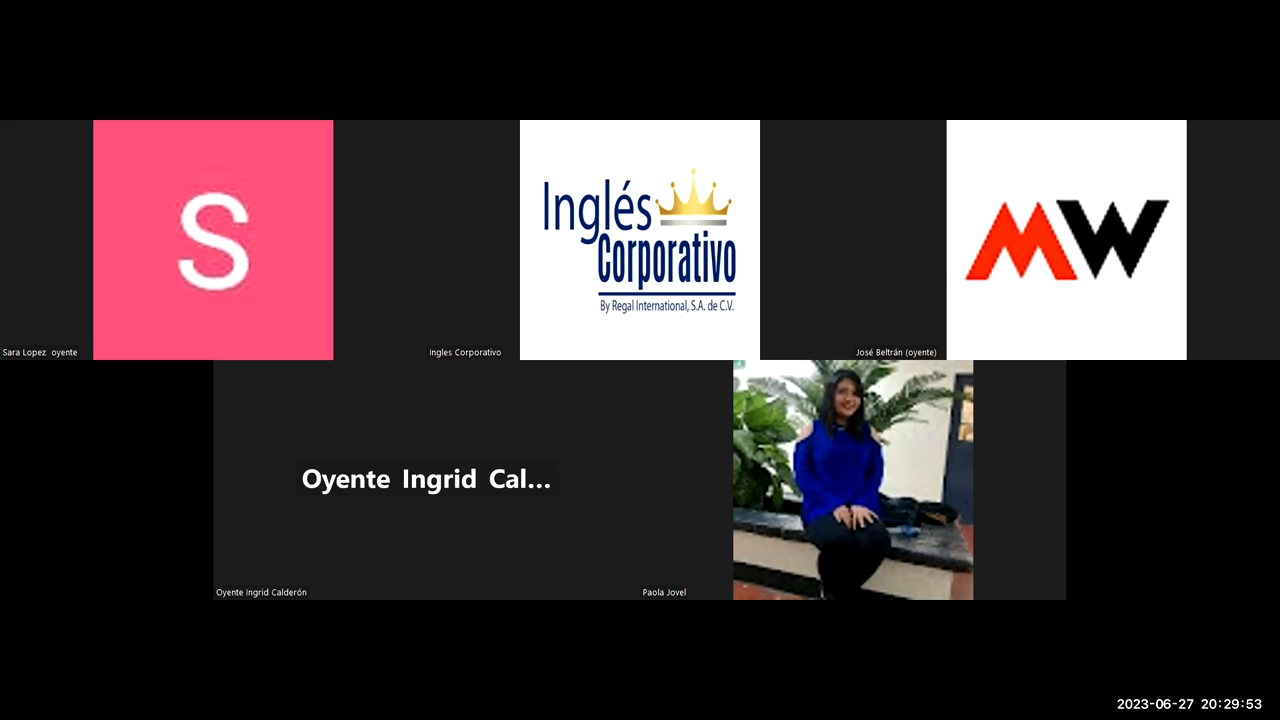 S
Inglés
Corporativo
By Regal International, S.A. de C.V.
MW
Sara Lopez oyente
Ingles Corporativo
José Beltrán (oyente)
Oyente Ingrid Cal...
Oyente Ingrid Calderón
Paola Jovel
2023-06-27 20:29:53